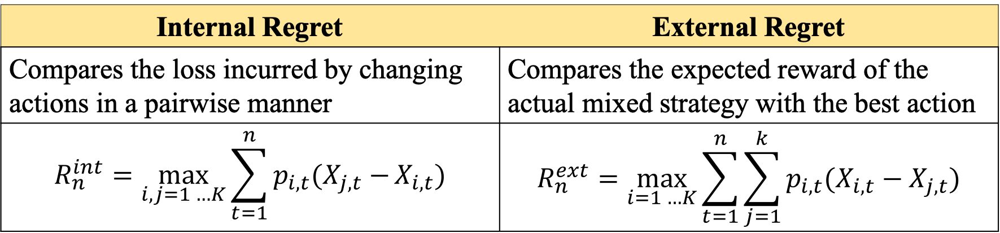 Internal Regret
External Regret
Compares the loss incurred by changing
actions in a pairwise manner
Compares the expected reward of the
actual mixed strategy with the best action
$R_n^{int} = \max_{i,j=1 \ldots K} \sum_{t=1}^{n} p_{i,t}(X_{j,t} - X_{i,t})$
$R_n^{ext} = \max_{i=1 \ldots K} \sum_{t=1}^{n} \sum_{j=1}^{k} p_{i,t}(X_{i,t} - X_{j,t})$